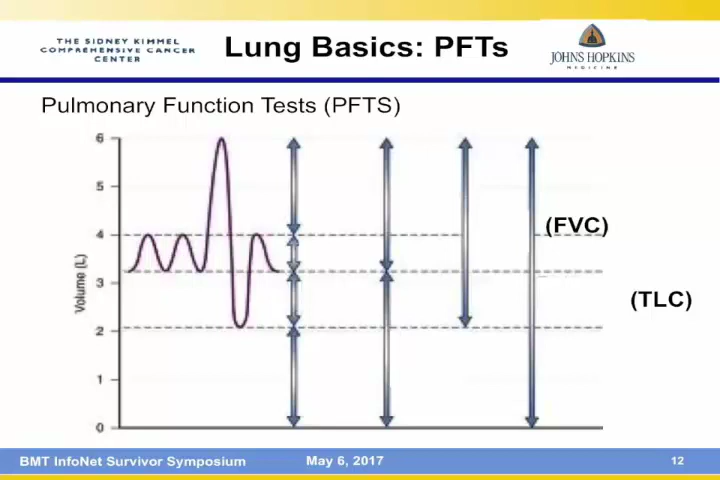 THE SIDNEY KIMMEL
COMPREHENSIVE CANCER
CENTER
Lung Basics: PFTs
JOHNS HOPKINS
MEDICINE
Pulmonary Function Tests (PFTS)
6
5
4
3
2
1
0
Volume (L)
(FVC)
(TLC)
BMT InfoNet Survivor Symposium
May 6, 2017
12